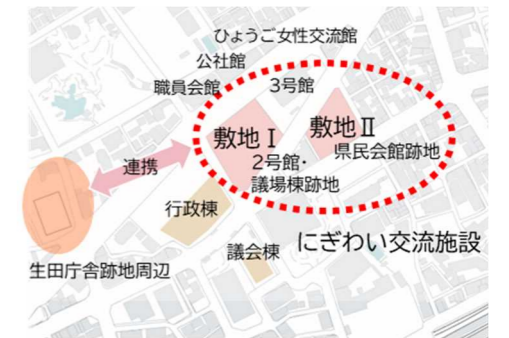 ひょうご女性交流館
公社館
職員会館
3号館
敷地Ⅰ
敷地Ⅱ
県民会館跡地
2号館・
議場棟跡地
連携
行政棟
議会棟
にぎわい交流施設
生田庁舎跡地周辺